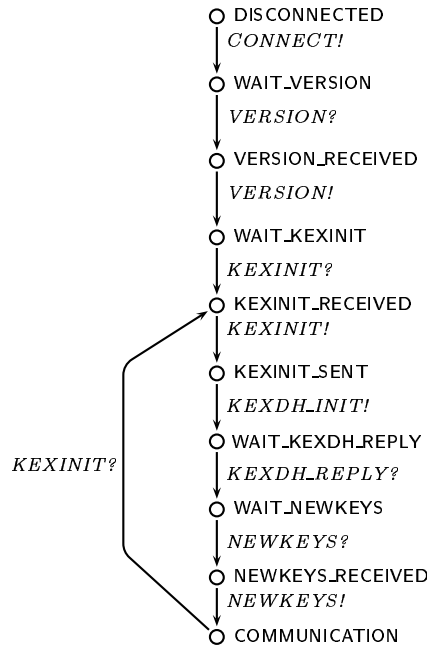 DISCONNECTED
CONNECT!
WAIT_VERSION
VERSION?
VERSION_RECEIVED
VERSION!
WAIT_KEXINIT
KEXINIT?
KEXINIT_RECEIVED
KEXINIT!
KEXINIT_SENT
KEXDH_INIT!
WAIT_KEXDH_REPLY
KEXINIT?
KEXDH_REPLY?
WAIT_NEWKEYS
NEWKEYS?
NEWKEYS_RECEIVED
NEWKEYS!
COMMUNICATION